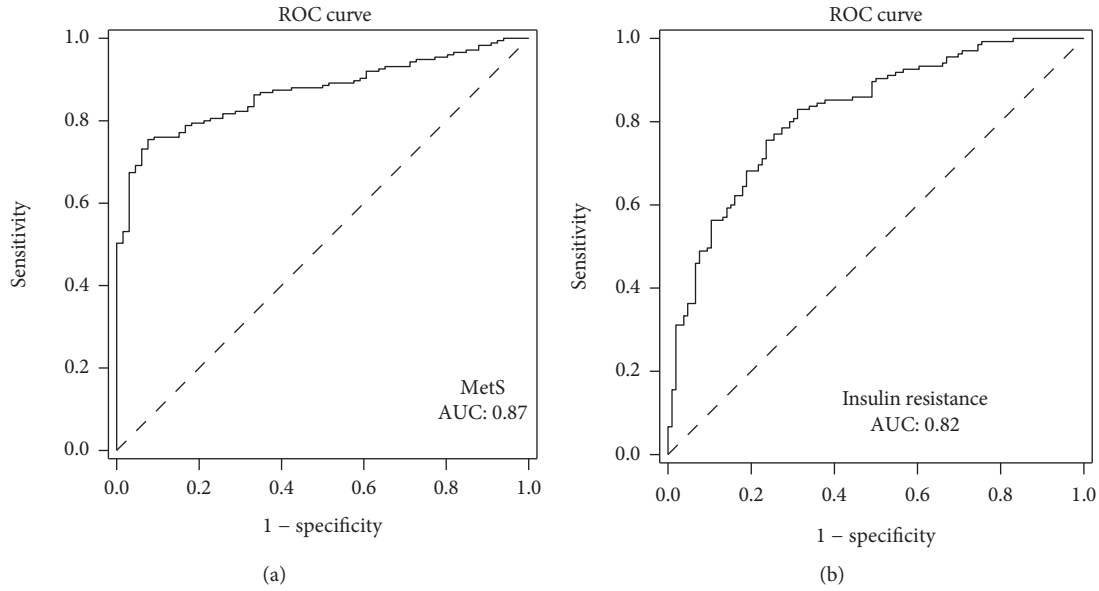 ROC curve
1.0
0.8
0.6
0.4
0.2
0.0
Sensitivity
MetS
AUC: 0.87
0.0 0.2 0.4 0.6 0.8 1.0
1 − specificity
(a)
ROC curve
1.0
0.8
0.6
0.4
0.2
0.0
Sensitivity
Insulin resistance
AUC: 0.82
0.0 0.2 0.4 0.6 0.8 1.0
1 − specificity
(b)